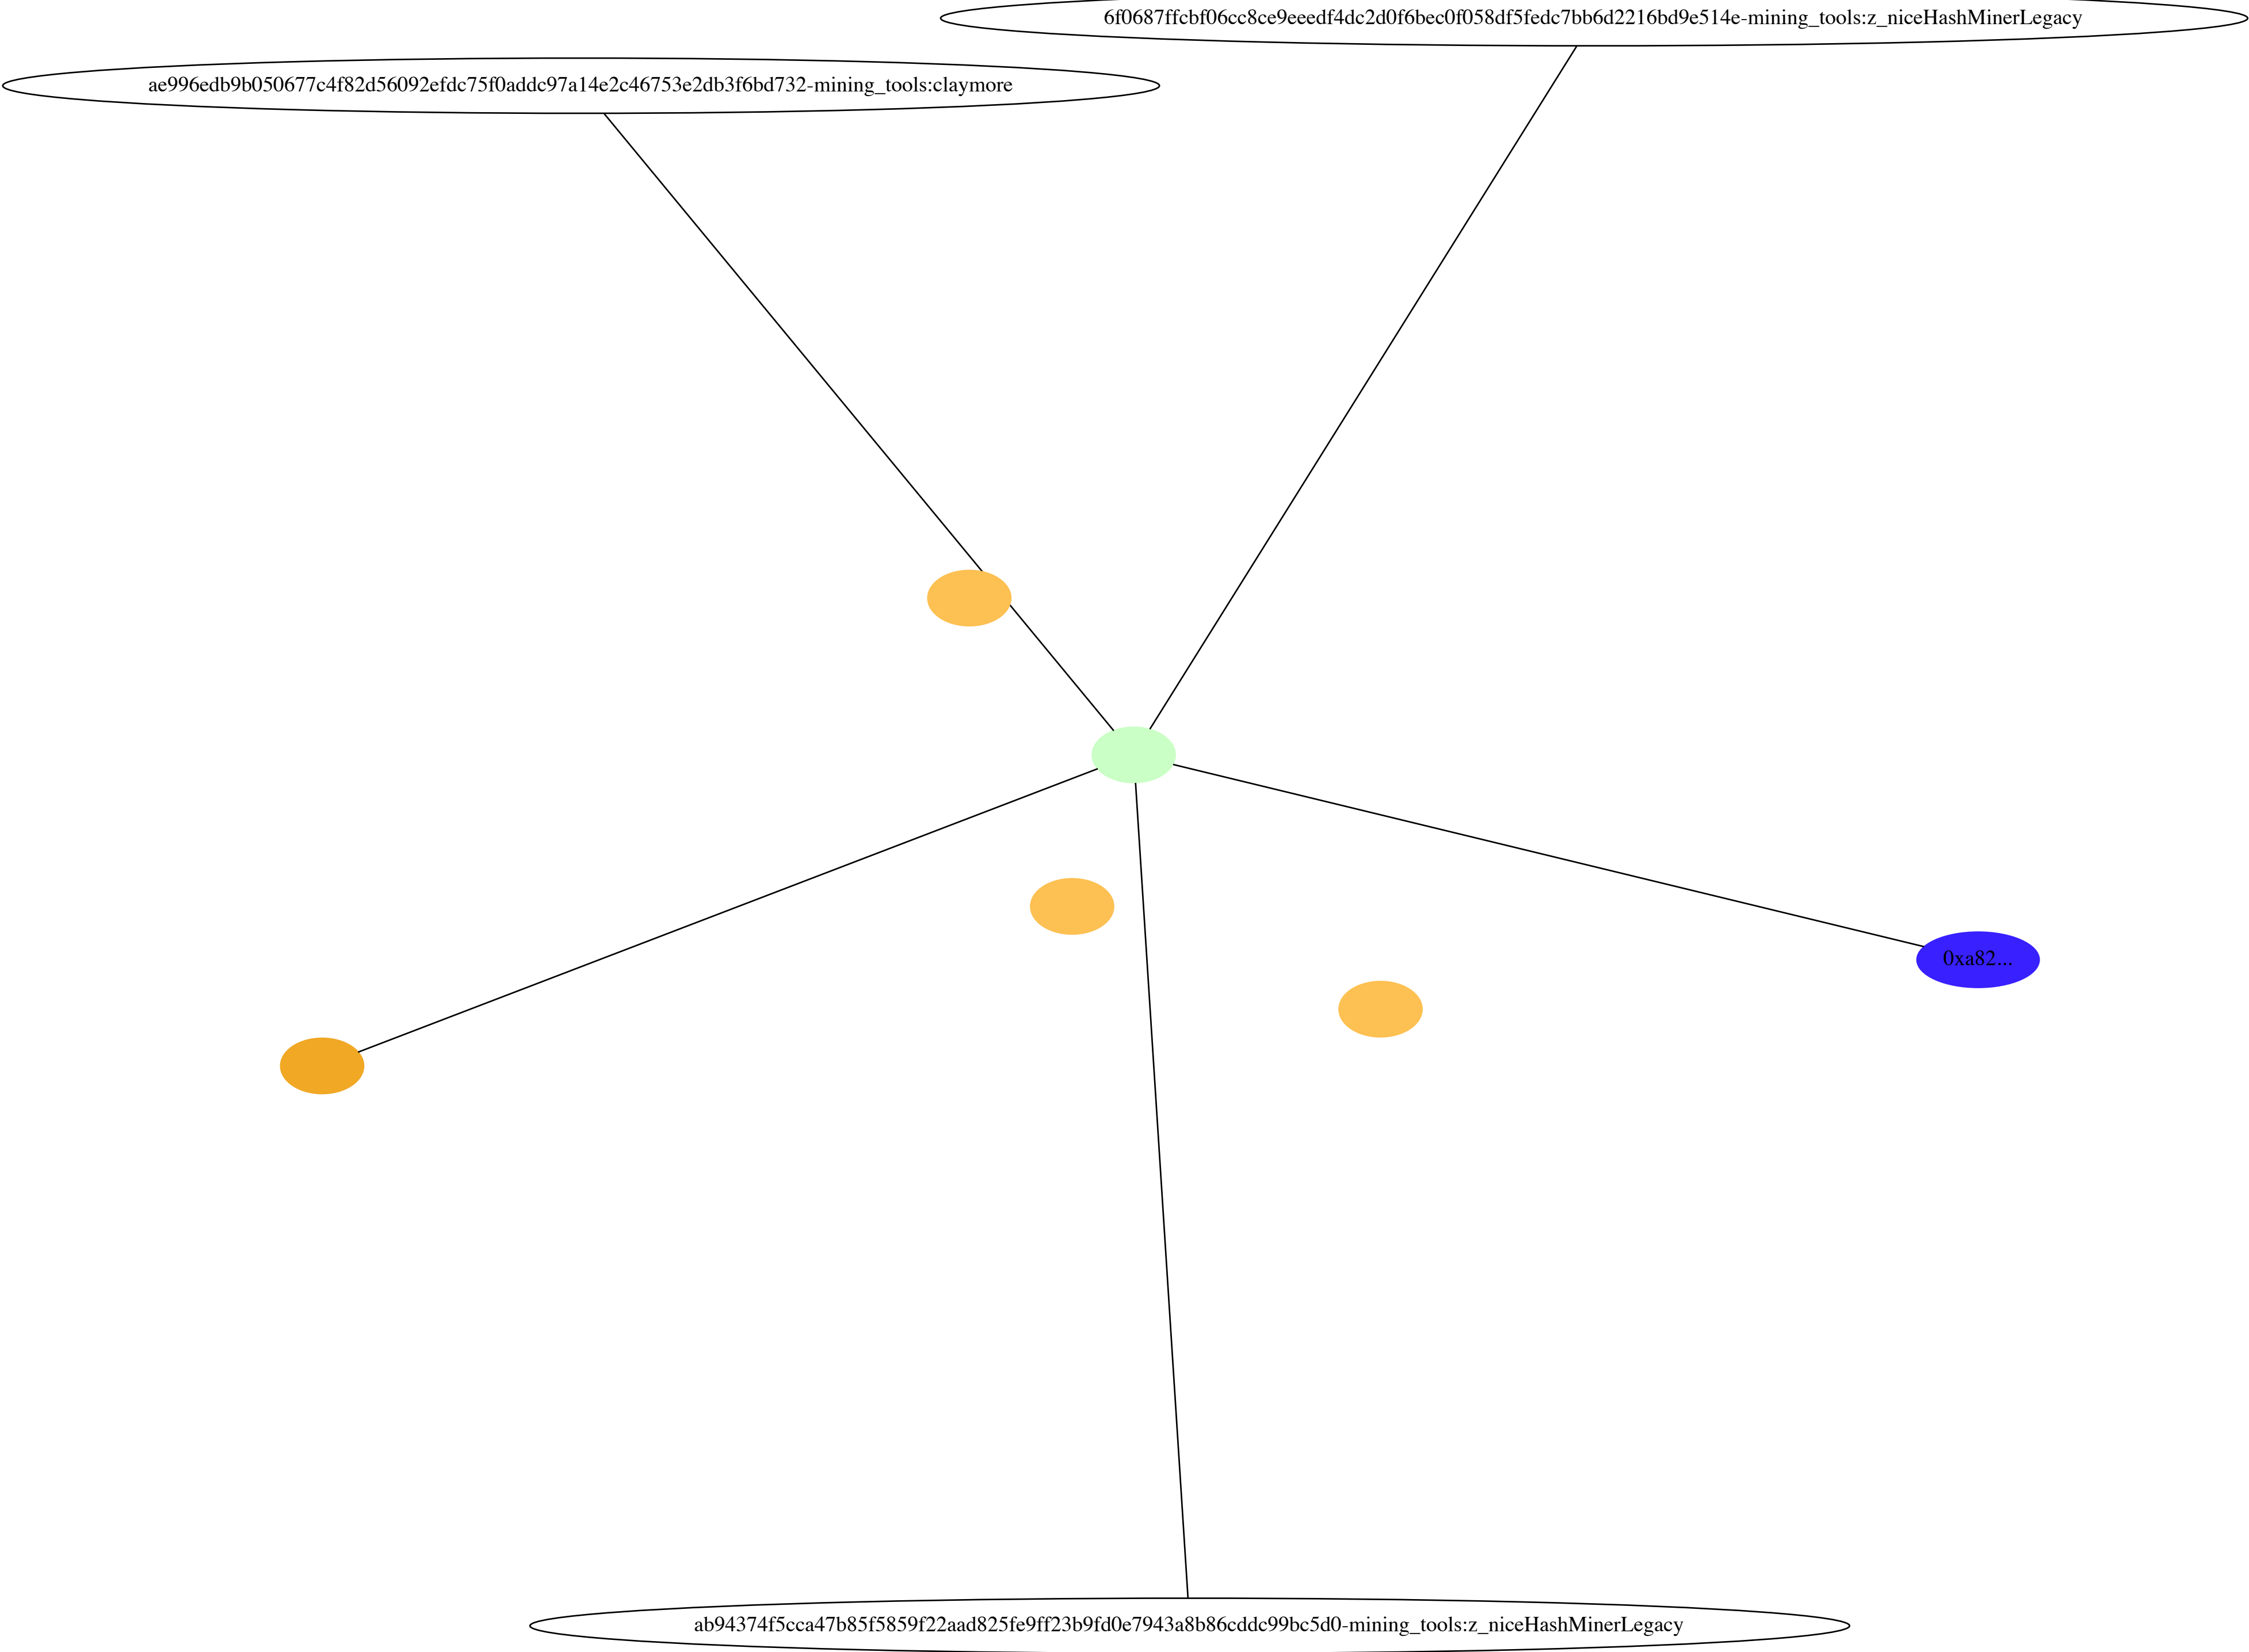 6f0687ffcbf06cc8ce9eeedf4dc2d0f6bec0f058df5fedc7bb6d2216bd9e514e-mining_tools:z_niceHashMinerLegacy
ae996edb9b050677c4f82d56092efdc75f0addc97a14e2c46753e2db3f6bd732-mining_tools:claymore
0xa82...
ab94374f5cca47b85f5859f22aad825fe9ff23b9fd0e7943a8b86cddc99bc5d0-mining_tools:z_niceHashMinerLegacy